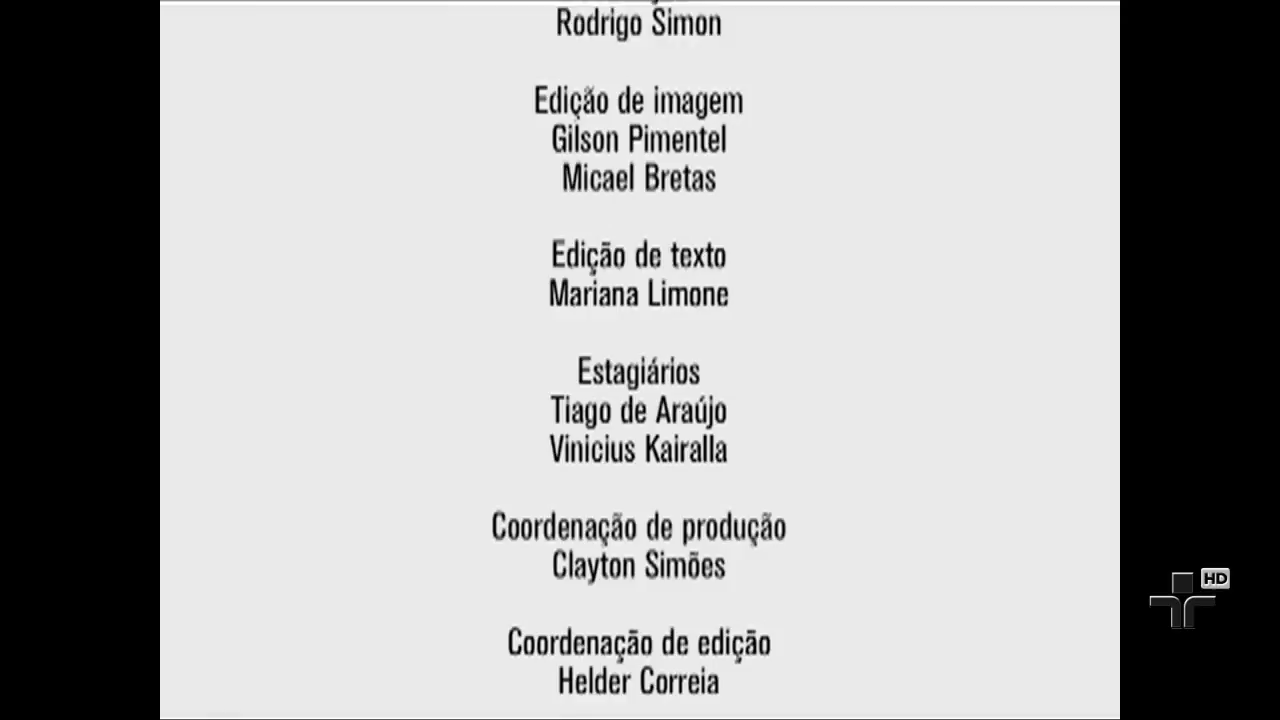 Rodrigo Simon
Edição de imagem
Gilson Pimentel
Micael Bretas
Edição de texto
Mariana Limone
Estagiários
Tiago de Araújo
Vinicius Kairalla
Coordenação de produção
Clayton Simões
Coordenação de edição
Helder Correia
HD